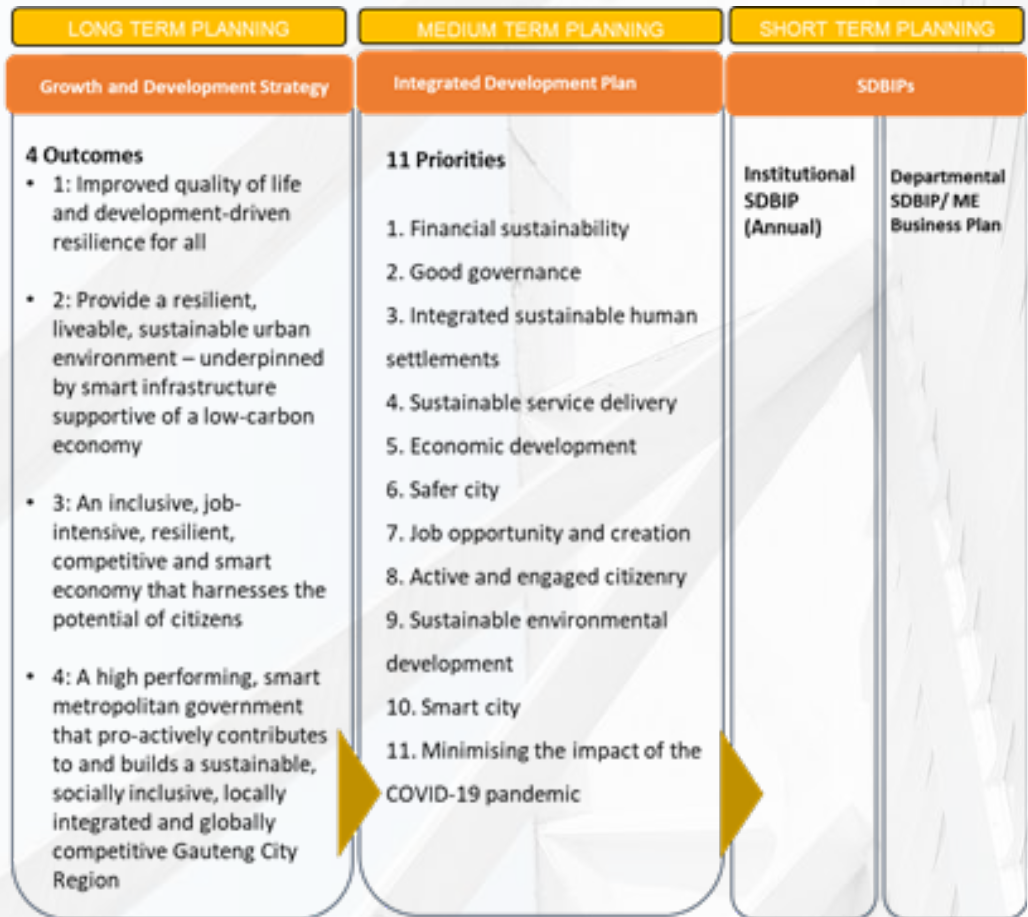 LONG TERM PLANNING
MEDIUM TERM PLANNING
SHORT TERM PLANNING
Growth and Development Strategy
Integrated Development Plan
SDBIPs
4 Outcomes
• 1: Improved quality of life
and development-driven
resilience for all
• 2: Provide a resilient,
liveable, sustainable urban
environment – underpinned
by smart infrastructure
supportive of a low-carbon
economy
• 3: An inclusive, job-
intensive, resilient,
competitive and smart
economy that harnesses the
potential of citizens
• 4: A high performing, smart
metropolitan government
that pro-actively contributes
to and builds a sustainable,
socially inclusive, locally
integrated and globally
competitive Gauteng City
Region
11 Priorities
1. Financial sustainability
2. Good governance
3. Integrated sustainable human
settlements
4. Sustainable service delivery
5. Economic development
6. Safer city
7. Job opportunity and creation
8. Active and engaged citizenry
9. Sustainable environmental
development
10. Smart city
11. Minimising the impact of the
COVID-19 pandemic
Institutional
SDBIP
(Annual)
Departmental
SDBIP/ ME
Business Plan